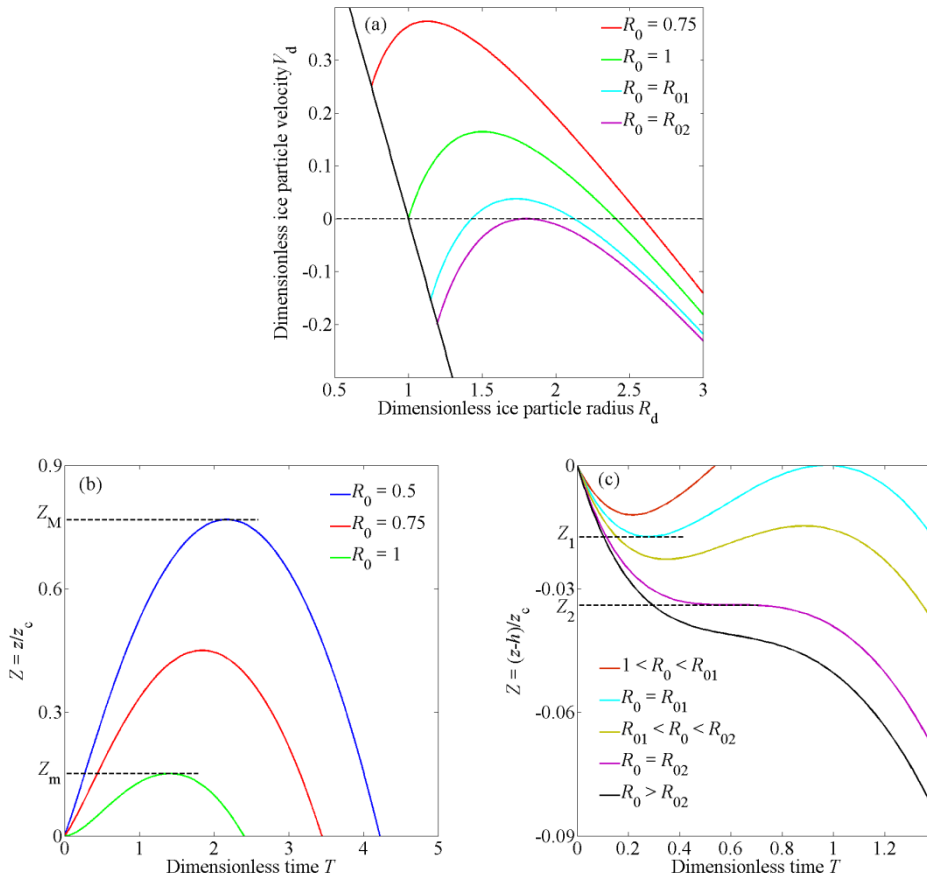 (a)
R0 = 0.75
R0 = 1
R0 = R01
R0 = R02
Dimensionless ice particle velocity Vd
0.3
0.2
0.1
0
-0.1
-0.2
0.5 1 1.5 2 2.5 3
Dimensionless ice particle radius Rd
(b)
R0 = 0.5
R0 = 0.75
R0 = 1
Z = z/zc
0.9
ZM
0.6
0.3
Zm
0
0 1 2 3 4 5
Dimensionless time T
(c)
Z = (z-h)/zc
0
Z1
-0.03
Z2
-0.06
-0.09
1 < R0 < R01
R0 = R01
R01 < R0 < R02
R0 = R02
R0 > R02
0 0.2 0.4 0.6 0.8 1 1.2
Dimensionless time T